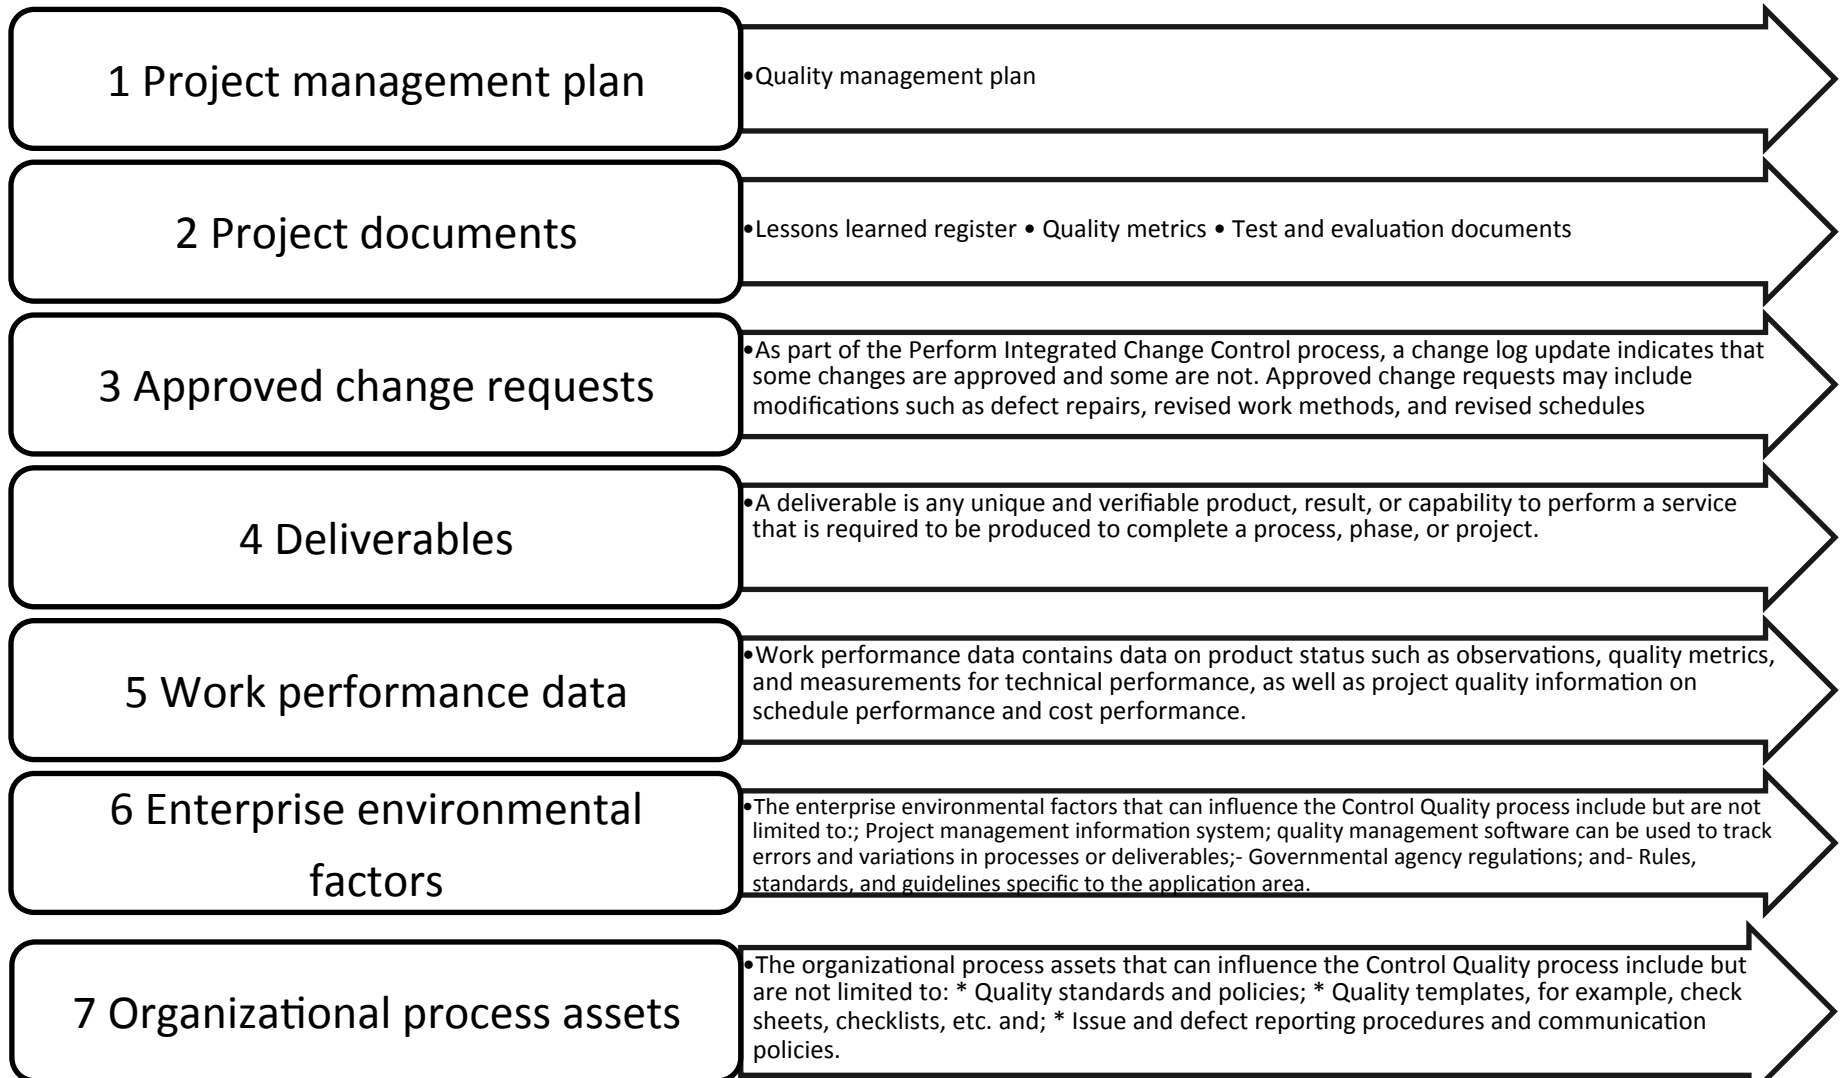 1 Project management plan
•Quality management plan
2 Project documents
•Lessons learned register • Quality metrics • Test and evaluation documents
3 Approved change requests
•As part of the Perform Integrated Change Control process, a change log update indicates that
some changes are approved and some are not. Approved change requests may include
modifications such as defect repairs, revised work methods, and revised schedules
4 Deliverables
•A deliverable is any unique and verifiable product, result, or capability to perform a service
that is required to be produced to complete a process, phase, or project.
5 Work performance data
•Work performance data contains data on product status such as observations, quality metrics,
and measurements for technical performance, as well as project quality information on
schedule performance and cost performance.
6 Enterprise environmental
factors
•The enterprise environmental factors that can influence the Control Quality process include but are not
limited to:; Project management information system; quality management software can be used to track
errors and variations in processes or deliverables;- Governmental agency regulations; and- Rules,
standards, and guidelines specific to the application area.
7 Organizational process assets
•The organizational process assets that can influence the Control Quality process include but
are not limited to: * Quality standards and policies; * Quality templates, for example, check
sheets, checklists, etc. and; * Issue and defect reporting procedures and communication
policies.